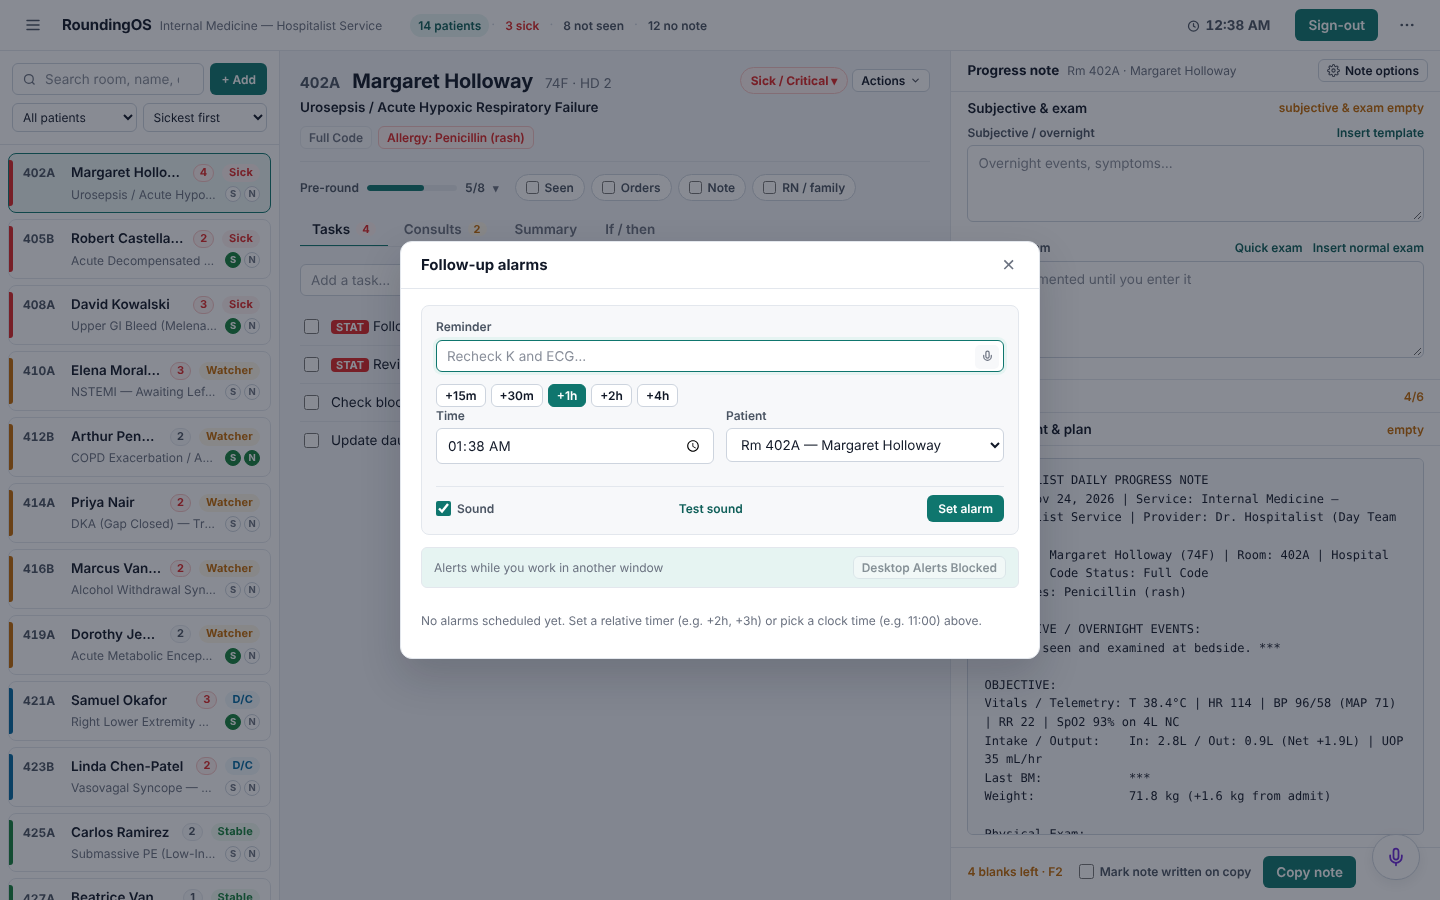 RoundingOS Internal Medicine — Hospitalist Service 14 patients · 3 sick · 8 not seen · 12 no note 12:38 AM Sign-out ...
Search room, name, + Add
All patients Sickest first
402A Margaret Hollo... 4 Sick
Urosepsis / Acute Hypo... S N
405B Robert Castella... 2 Sick
Acute Decompensated ... S N
408A David Kowalski 3 Sick
Upper GI Bleed (Melena... S N
410A Elena Moral... 3 Watcher
NSTEMI — Awaiting Lef... S N
412B Arthur Pen... 2 Watcher
COPD Exacerbation / A... S N
414A Priya Nair 2 Watcher
DKA (Gap Closed) — Tr... S N
416B Marcus Van... 2 Watcher
Alcohol Withdrawal Syn... S N
419A Dorothy Je... 2 Watcher
Acute Metabolic Encep... S N
421A Samuel Okafor 3 D/C
Right Lower Extremity ... S N
423B Linda Chen-Patel 2 D/C
Vasovagal Syncope — ... S N
425A Carlos Ramirez 2 Stable
Submassive PE (Low-In... S N
427A Beatrice Van 1 Stable
402A Margaret Holloway 74F · HD 2 Sick / Critical ▾ Actions
Urosepsis / Acute Hypoxic Respiratory Failure
Full Code Allergy: Penicillin (rash)
Pre-round 5/8 ▾ Seen Orders Note RN / family
Tasks 4 Consults 2 Summary If / then
Add a task...
STAT Follo
STAT Revi
Check bloo
Update dau
Follow-up alarms ✕
Reminder
Recheck K and ECG...
+15m +30m +1h +2h +4h
Time Patient
01:38 AM Rm 402A — Margaret Holloway
Sound Test sound Set alarm
Alerts while you work in another window Desktop Alerts Blocked
No alarms scheduled yet. Set a relative timer (e.g. +2h, +3h) or pick a clock time (e.g. 11:00) above.
Progress note Rm 402A · Margaret Holloway Note options
Subjective & exam subjective & exam empty
Subjective / overnight Insert template
Overnight events, symptoms...
m Quick exam Insert normal exam
mented until you enter it
4/6
t & plan empty
LIST DAILY PROGRESS NOTE
ov 24, 2026 | Service: Internal Medicine —
ist Service | Provider: Dr. Hospitalist (Day Team
Margaret Holloway (74F) | Room: 402A | Hospital
Code Status: Full Code
es: Penicillin (rash)
IVE / OVERNIGHT EVENTS:
seen and examined at bedside. ***
OBJECTIVE:
Vitals / Telemetry: T 38.4°C | HR 114 | BP 96/58 (MAP 71)
| RR 22 | SpO2 93% on 4L NC
Intake / Output: In: 2.8L / Out: 0.9L (Net +1.9L) | UOP
35 mL/hr
Last BM: ***
Weight: 71.8 kg (+1.6 kg from admit)
Physical Exam:
4 blanks left · F2 Mark note written on copy Copy note